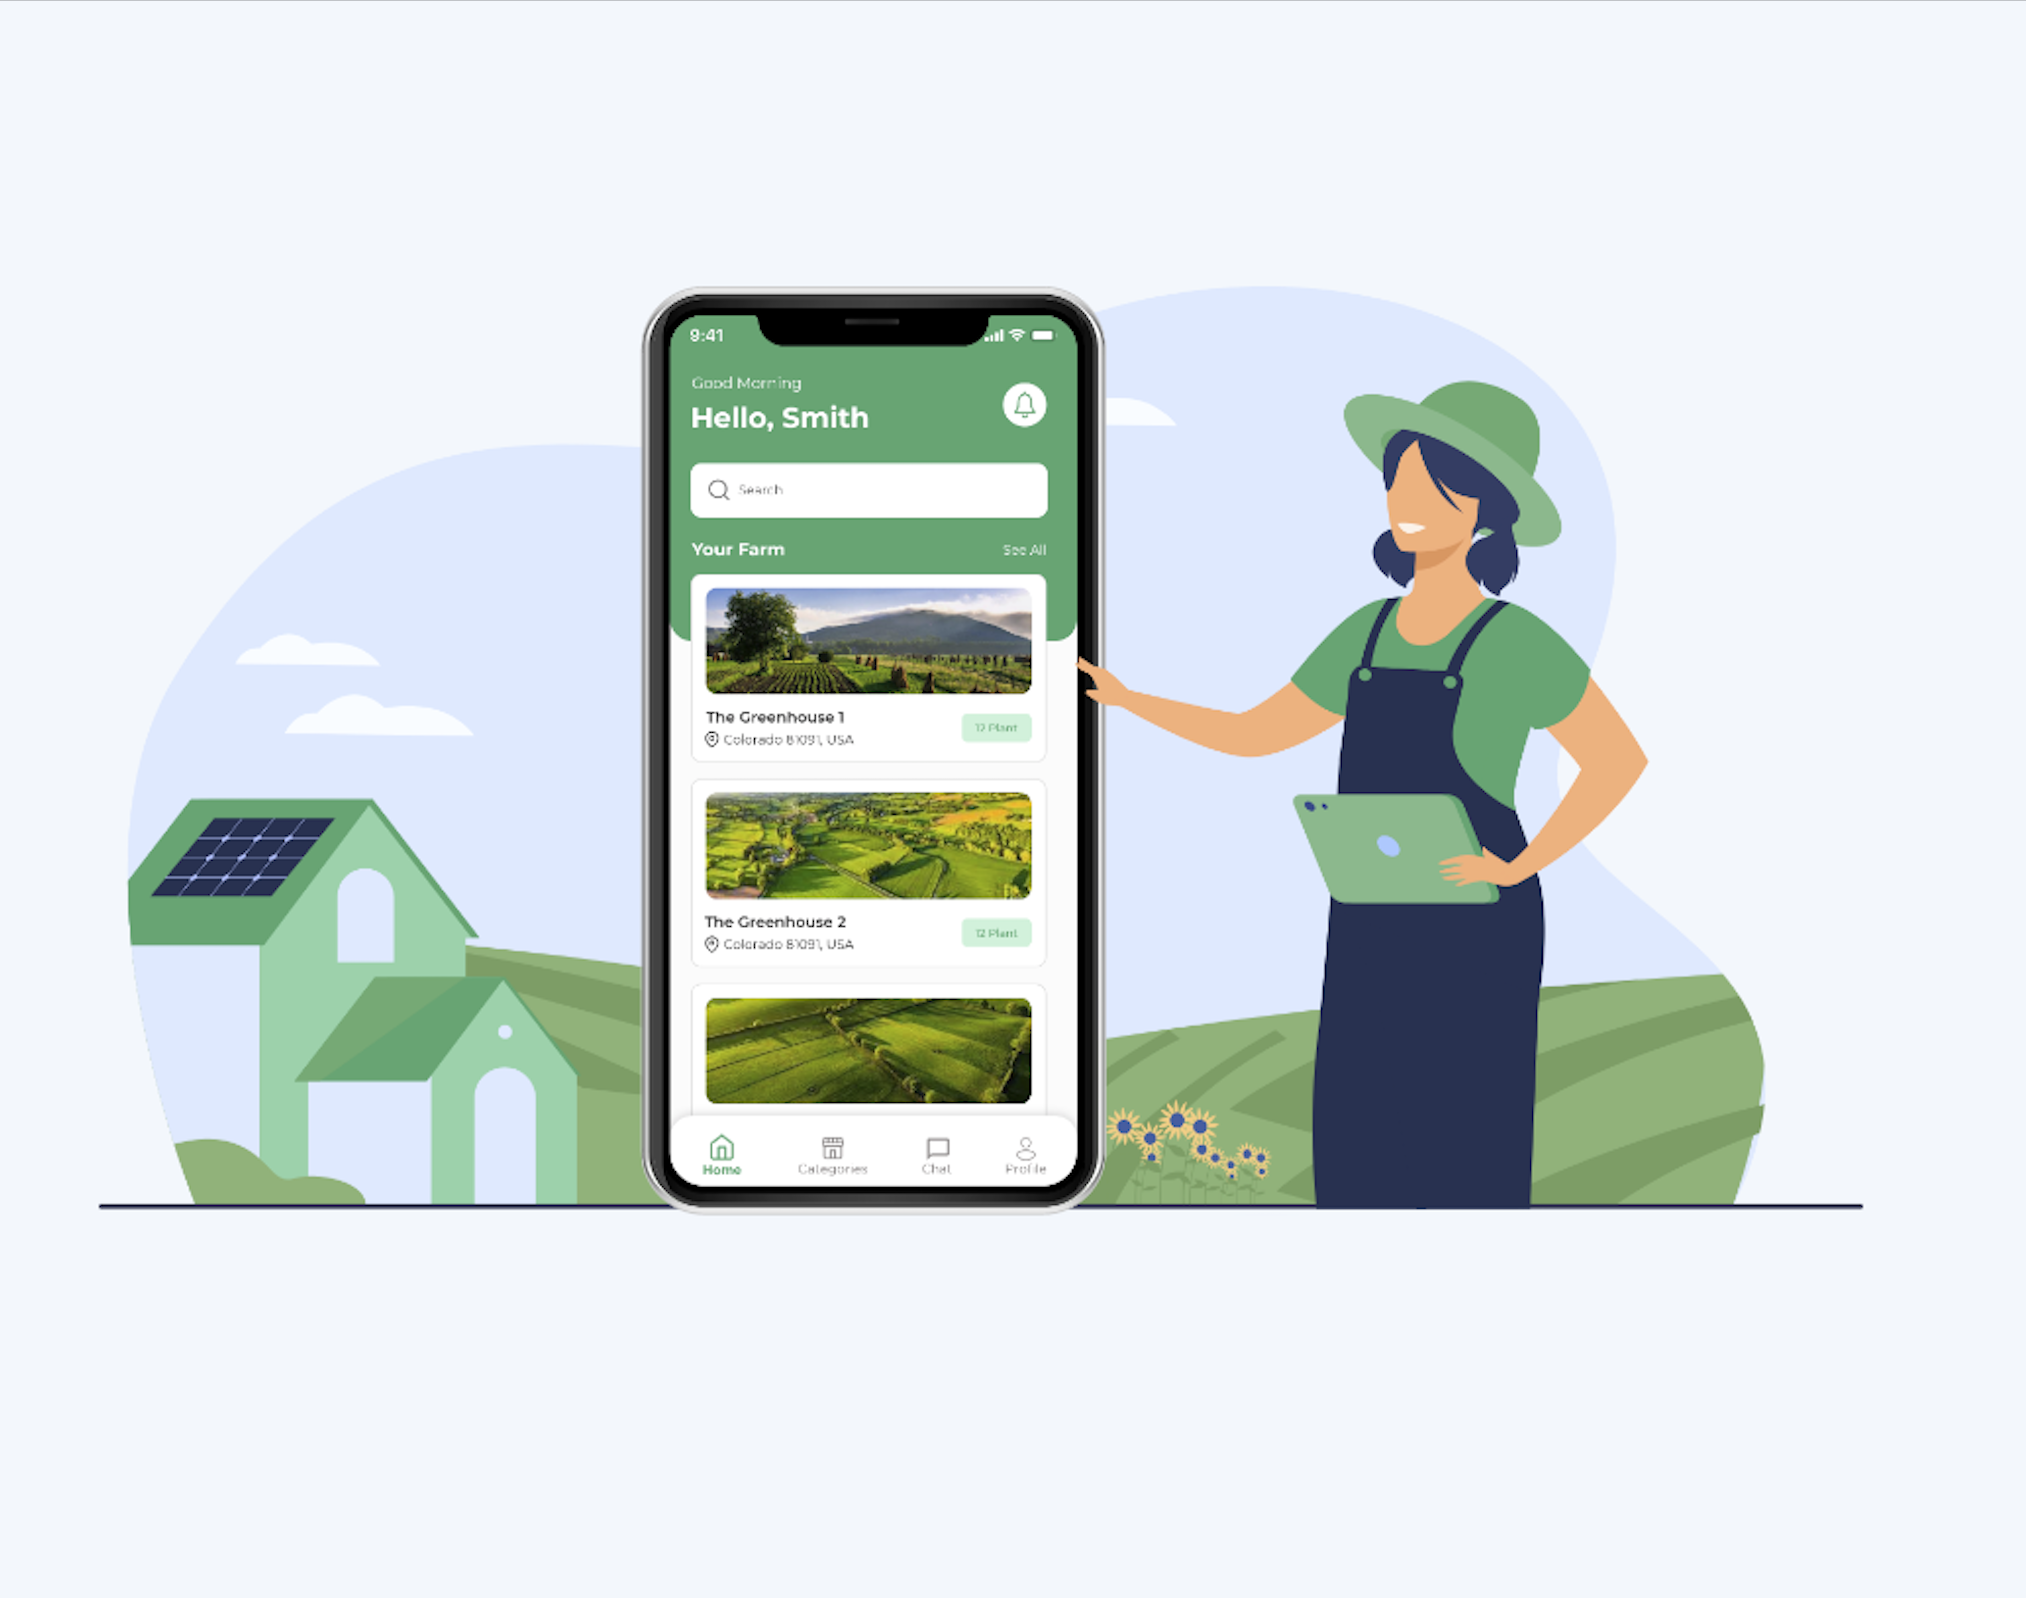 9:41
Good Morning
Hello, Smith
Search
Your Farm
See All
The Greenhouse 1
Colorado 81091, USA
12 Plant
The Greenhouse 2
Colorado 81091, USA
12 Plant
Home
Categories
Chat
Profile